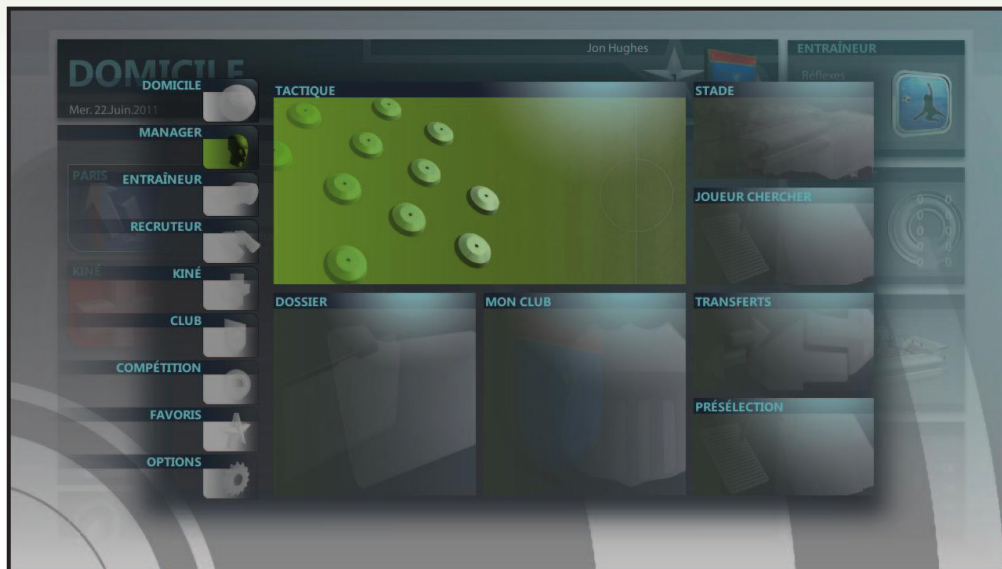 DOMICILE
Mer. 22.Juin.2011
Jon Hughes
ENTRAÎNEUR
Réflexes
PARIS
KINÉ
DOMICILE
MANAGER
ENTRAÎNEUR
RECRUTEUR
KINÉ
CLUB
COMPÉTITION
FAVORIS
OPTIONS
TACTIQUE
STADE
JOUEUR CHERCHER
DOSSIER
MON CLUB
TRANSFERTS
PRÉSÉLECTION